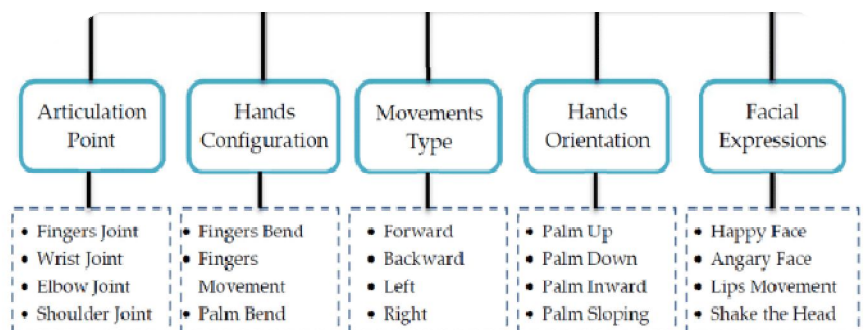 Articulation
Point
Hands
Configuration
Movements
Type
Hands
Orientation
Facial
Expressions
• Fingers Joint
• Wrist Joint
• Elbow Joint
• Shoulder Joint
• Fingers Bend
• Fingers
Movement
• Palm Bend
• Forward
• Backward
• Left
• Right
• Palm Up
• Palm Down
• Palm Inward
• Palm Sloping
• Happy Face
• Angary Face
• Lips Movement
• Shake the Head